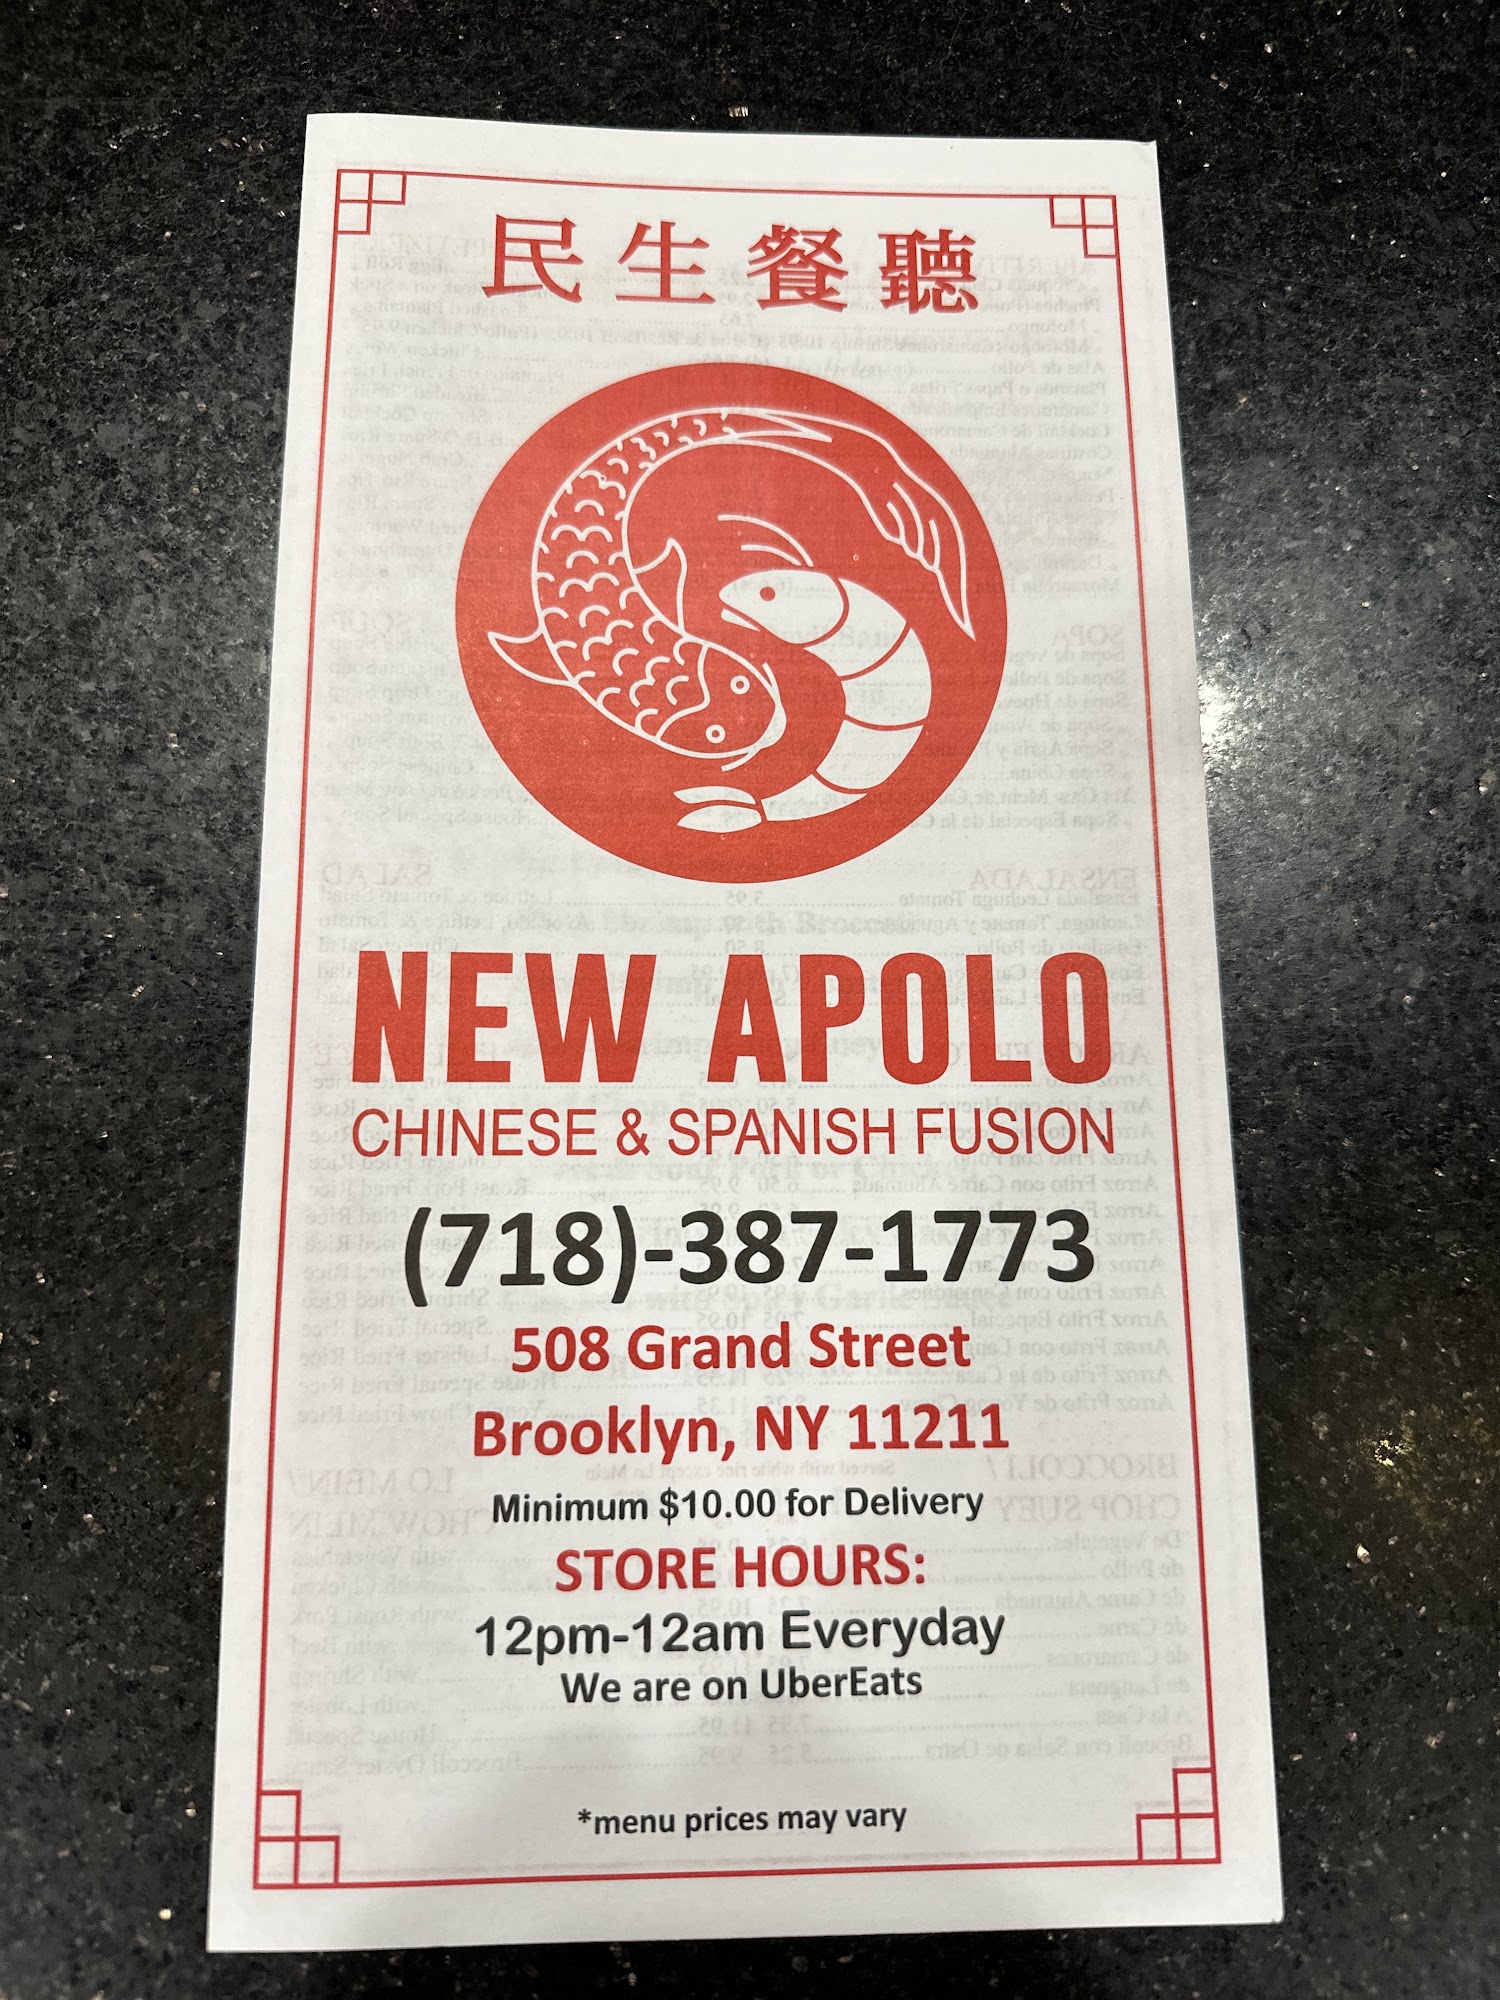 民生餐聽
NEW APOLO
CHINESE & SPANISH FUSION
(718)-387-1773
508 Grand Street
Brooklyn, NY 11211
Minimum $10.00 for Delivery
STORE HOURS:
12pm-12am Everyday
We are on UberEats
*menu prices may vary